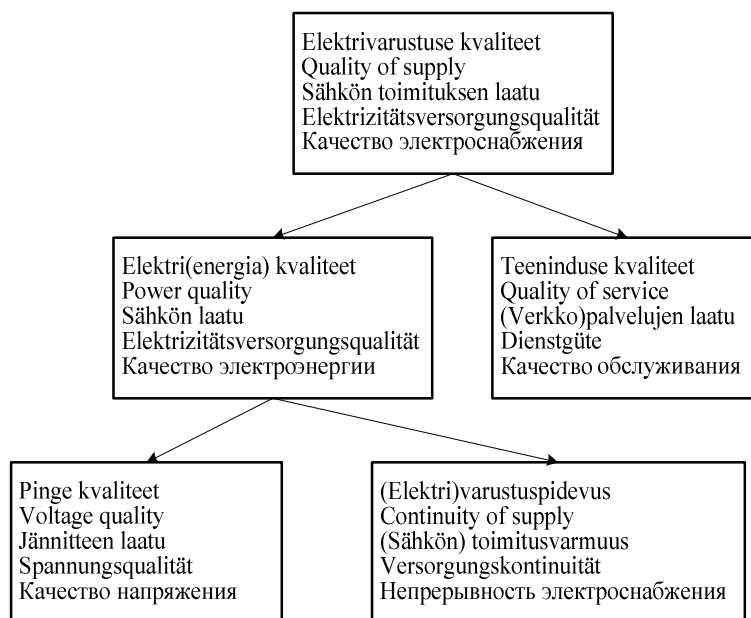 Elektrivarustuse kvaliteet
Quality of supply
Sähkön toimituksen laatu
Elektrizitätsversorgungsqualität
Качество электроснабжения
Elektri(energia) kvaliteet
Power quality
Sähkön laatu
Elektrizitätsversorgungsqualität
Качество электроэнергии
Teeninduse kvaliteet
Quality of service
(Verkko)palvelujen laatu
Dienstgüte
Качество обслуживания
Pinge kvaliteet
Voltage quality
Jännitteen laatu
Spannungsqualität
Качество напряжения
(Elektri)varustuspidevus
Continuity of supply
(Sähkön) toimitusvarmuus
Versorgungskontinuität
Непрерывность электроснабжения